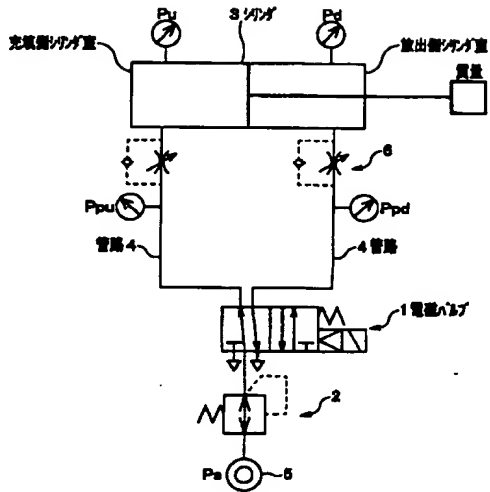 Pu
3 シリンダ
Pd
充填側シリンダ室
放出側シリンダ室
質量
6
Ppu
Ppd
管路 4
4 管路
1 電磁バルブ
2
Ps
5